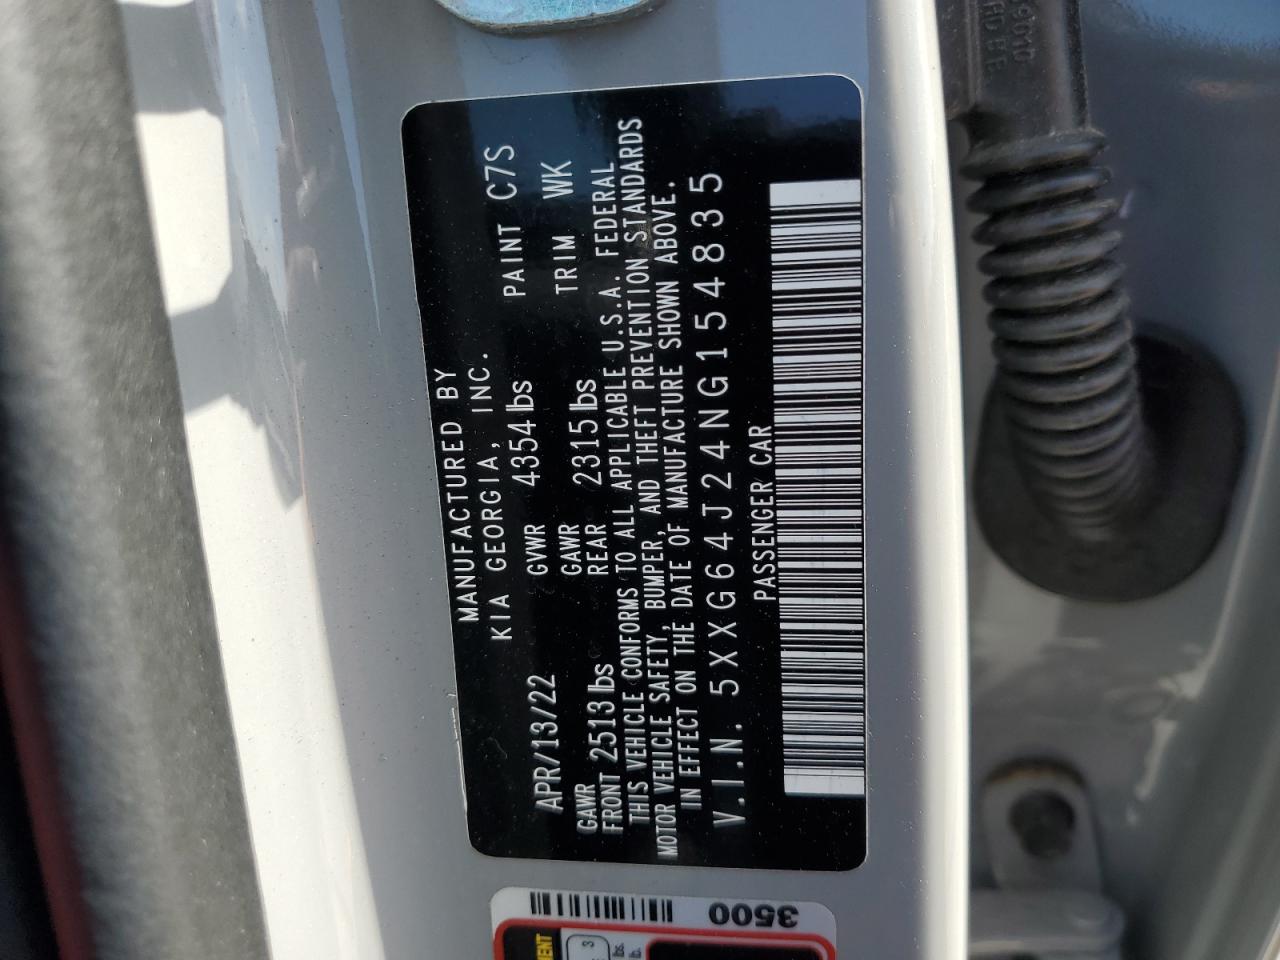 MANUFACTURED BY
KIA GEORGIA, INC.
APR/13/22 GVWR 4354 lbs PAINT C7S
GAWR FRONT 2513 lbs GAWR REAR 2315 lbs TRIM WK
THIS VEHICLE CONFORMS TO ALL APPLICABLE U.S.A. FEDERAL
MOTOR VEHICLE SAFETY, BUMPER, AND THEFT PREVENTION STANDARDS
IN EFFECT ON THE DATE OF MANUFACTURE SHOWN ABOVE.
V.I.N. 5XXG64J24NG154835
PASSENGER CAR
3500